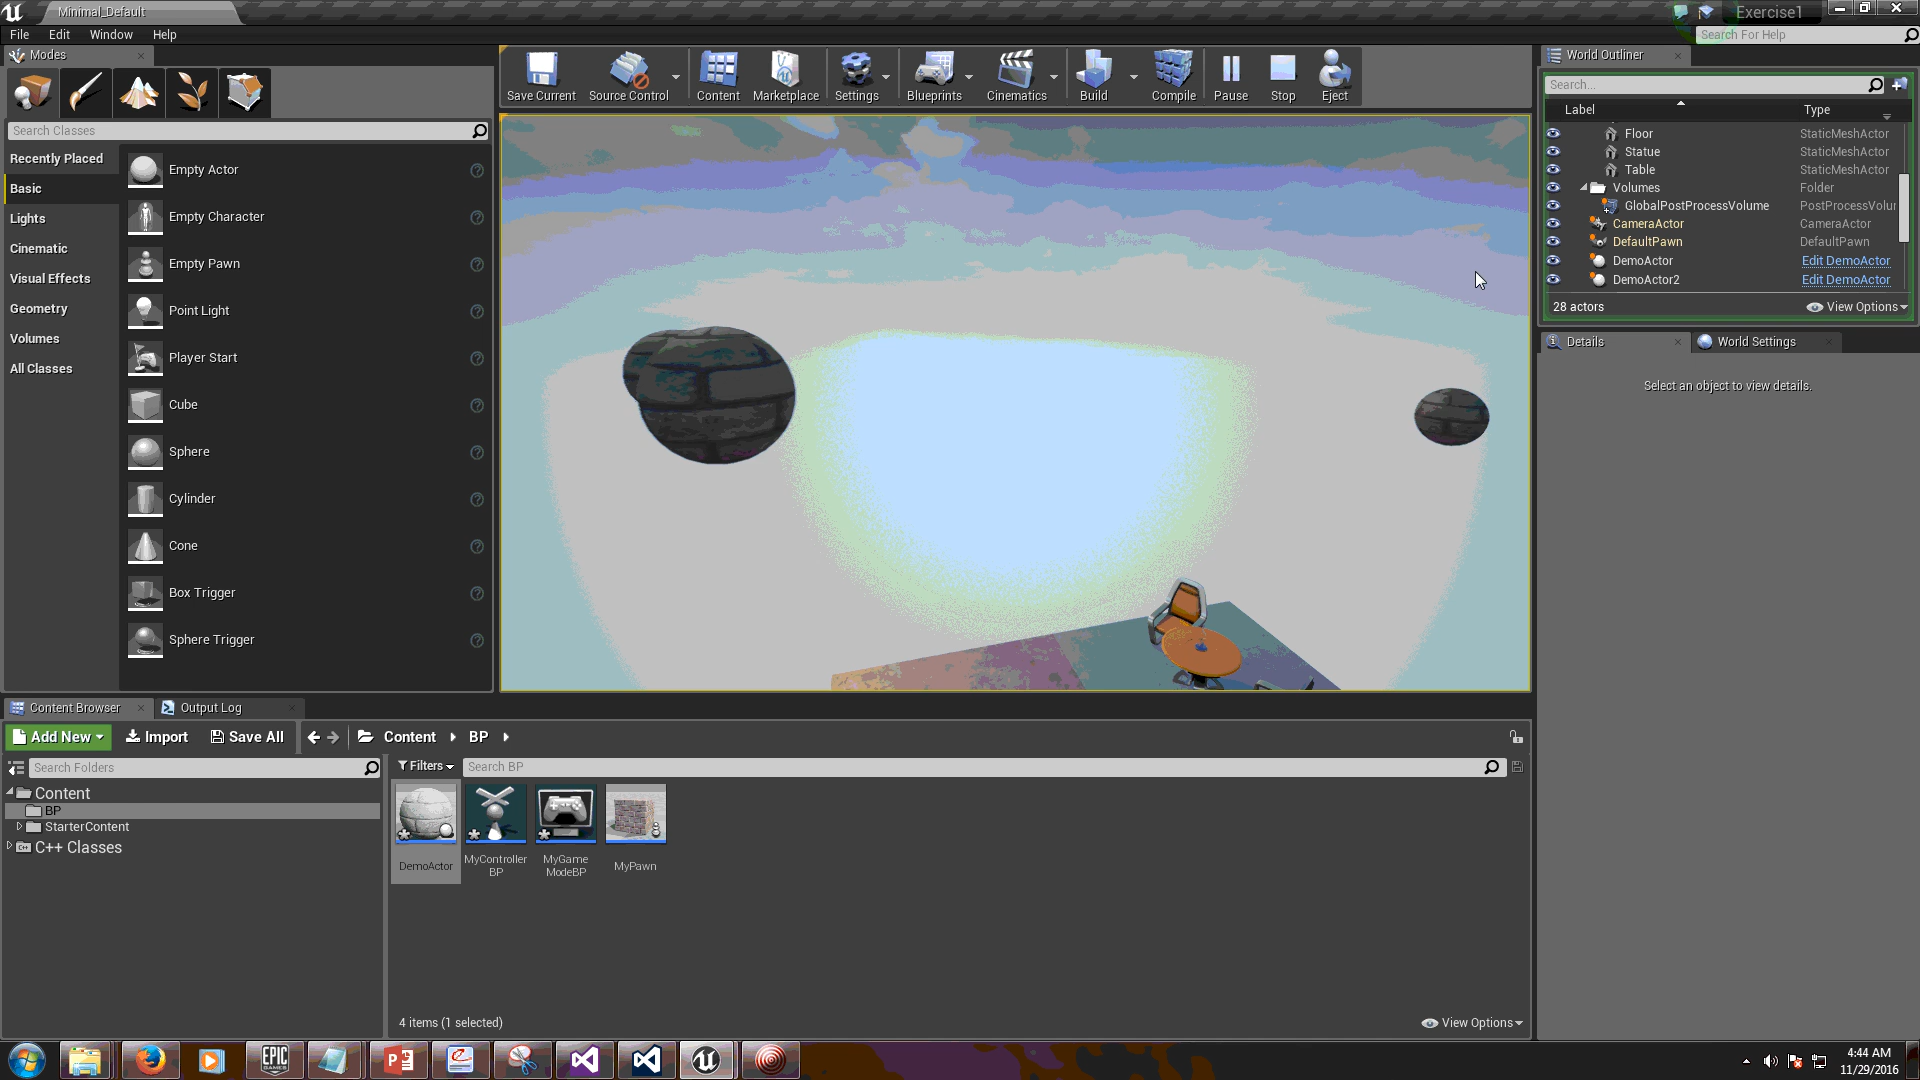 Minimal_Default
Exercise1
File Edit Window Help
Search For Help
Modes
Search Classes
Recently Placed
Basic
Lights
Cinematic
Visual Effects
Geometry
Volumes
All Classes
Empty Actor
Empty Character
Empty Pawn
Point Light
Player Start
Cube
Sphere
Cylinder
Cone
Box Trigger
Sphere Trigger
Save Current Source Control Content Marketplace Settings Blueprints Cinematics Build Compile Pause Stop Eject
World Outliner
Search...
Label Type
Floor StaticMeshActor
Statue StaticMeshActor
Table StaticMeshActor
Volumes Folder
GlobalPostProcessVolume PostProcessVolur
CameraActor CameraActor
DefaultPawn DefaultPawn
DemoActor Edit DemoActor
DemoActor2 Edit DemoActor
28 actors View Options
Details World Settings
Select an object to view details.
Content Browser Output Log
Add New Import Save All Content BP
Search Folders
Filters Search BP
Content
BP
StarterContent
C++ Classes
DemoActor
MyController
BP
MyGame
ModeBP
MyPawn
4 items (1 selected) View Options
EPIC
GAMES
4:44 AM
11/29/2016